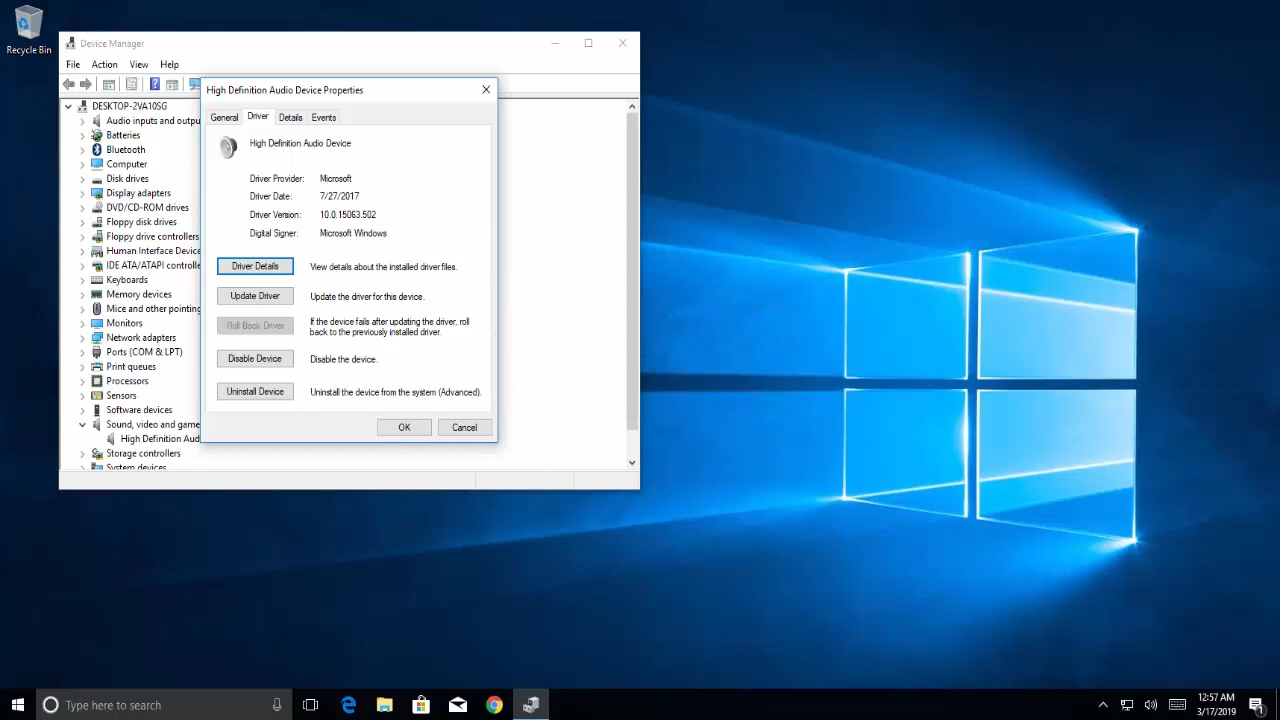 Recycle Bin
Device Manager
File Action View Help
DESKTOP-2VA10SG
Audio inputs and outpu
Batteries
Bluetooth
Computer
Disk drives
Display adapters
DVD/CD-ROM drives
Floppy disk drives
Floppy drive controllers
Human Interface Device
IDE ATA/ATAPI controlle
Keyboards
Memory devices
Mice and other pointing
Monitors
Network adapters
Ports (COM & LPT)
Print queues
Processors
Sensors
Software devices
Sound, video and game
High Definition Aud
Storage controllers
System devices
High Definition Audio Device Properties
General Driver Details Events
High Definition Audio Device
Driver Provider: Microsoft
Driver Date: 7/27/2017
Driver Version: 10.0.15063.502
Digital Signer: Microsoft Windows
Driver Details View details about the installed driver files.
Update Driver Update the driver for this device.
Roll Back Driver If the device fails after updating the driver, roll
back to the previously installed driver.
Disable Device Disable the device.
Uninstall Device Uninstall the device from the system (Advanced).
OK Cancel
Type here to search
12:57 AM
3/17/2019
1